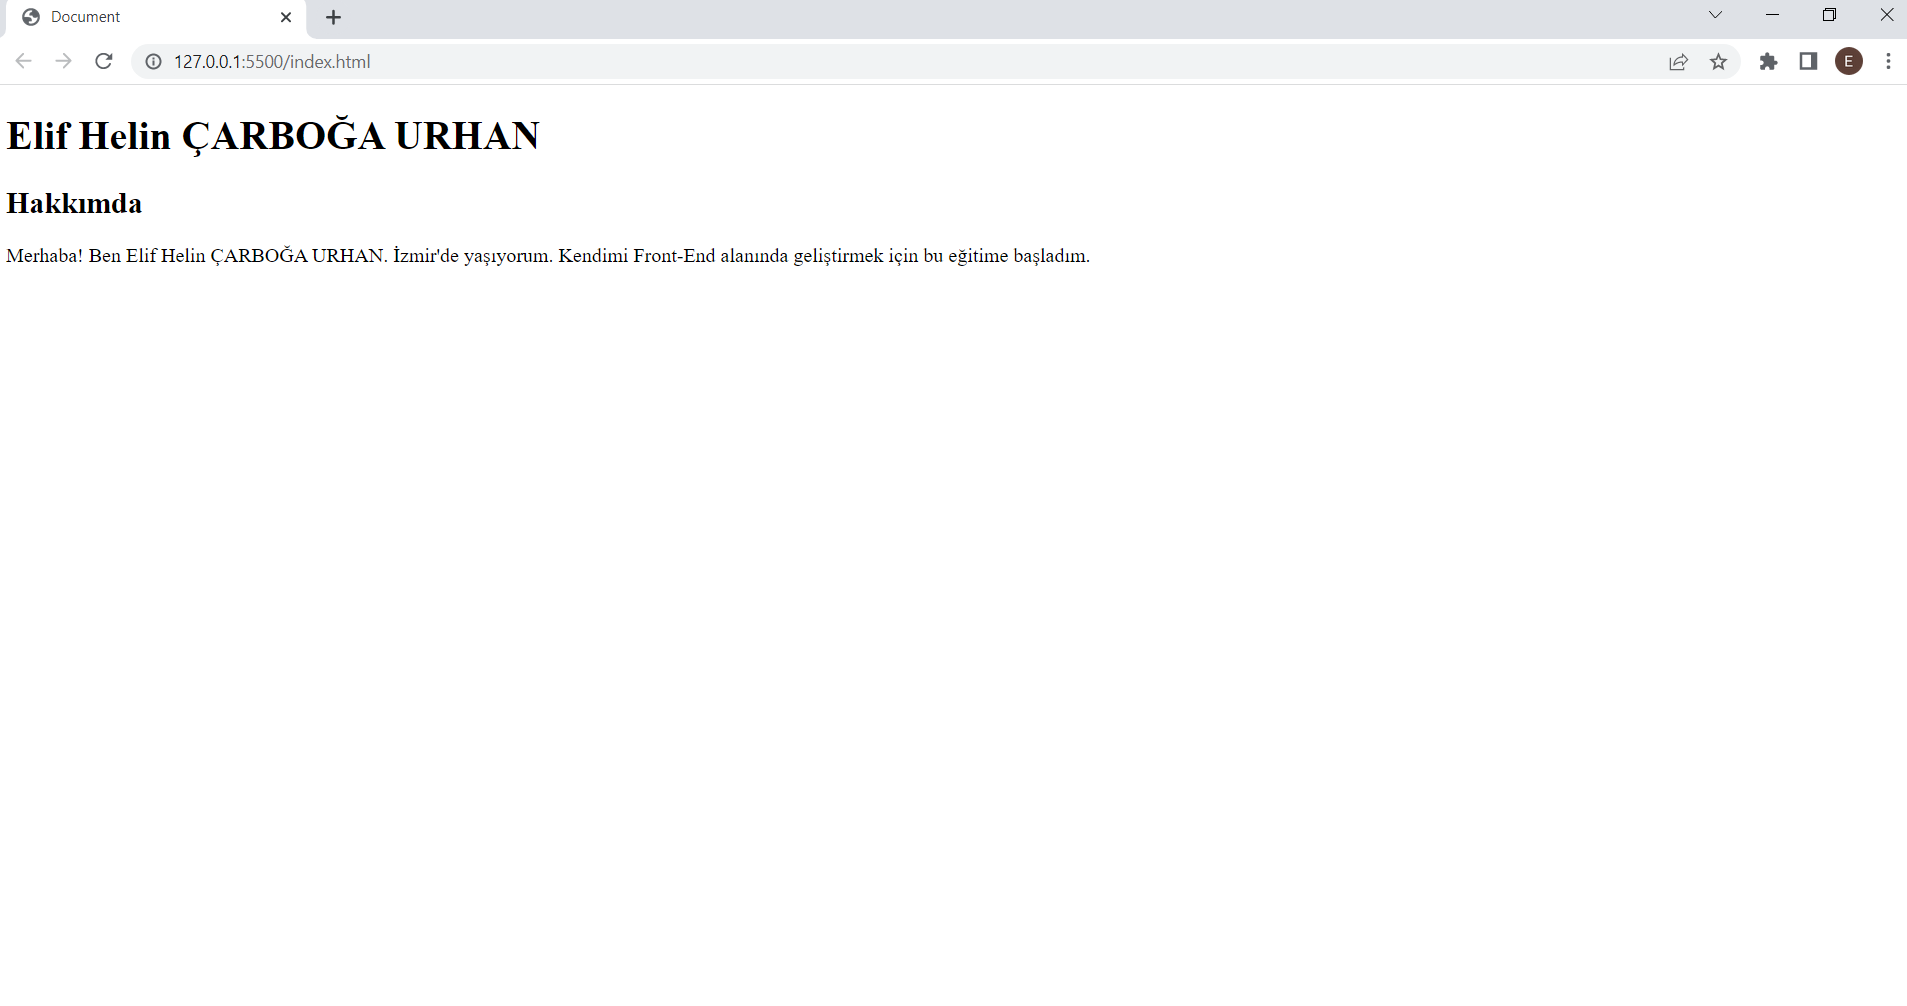 Document
127.0.0.1:5500/index.html
E
Elif Helin ÇARBOĞA URHAN
Hakkımda
Merhaba! Ben Elif Helin ÇARBOĞA URHAN. İzmir'de yaşıyorum. Kendimi Front-End alanında geliştirmek için bu eğitime başladım.